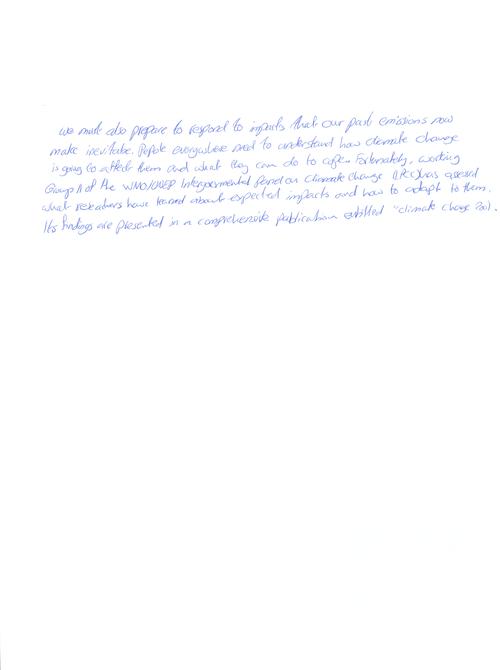 we must also prepare to respond to impacts that our past emissions now
make inevitabe. Pepole everywhere need to understand how climate change
is going to affect them and what they can do to cope. Fortunately, working
Group II of the WMO/UNEP Intergovernmental Panel on Climate Change (IPCC) has assessed
what researchers have learned about expected impacts and how to adapt to them.
Its findings are presented in a comprehensive publication entitled "climate change 2001.